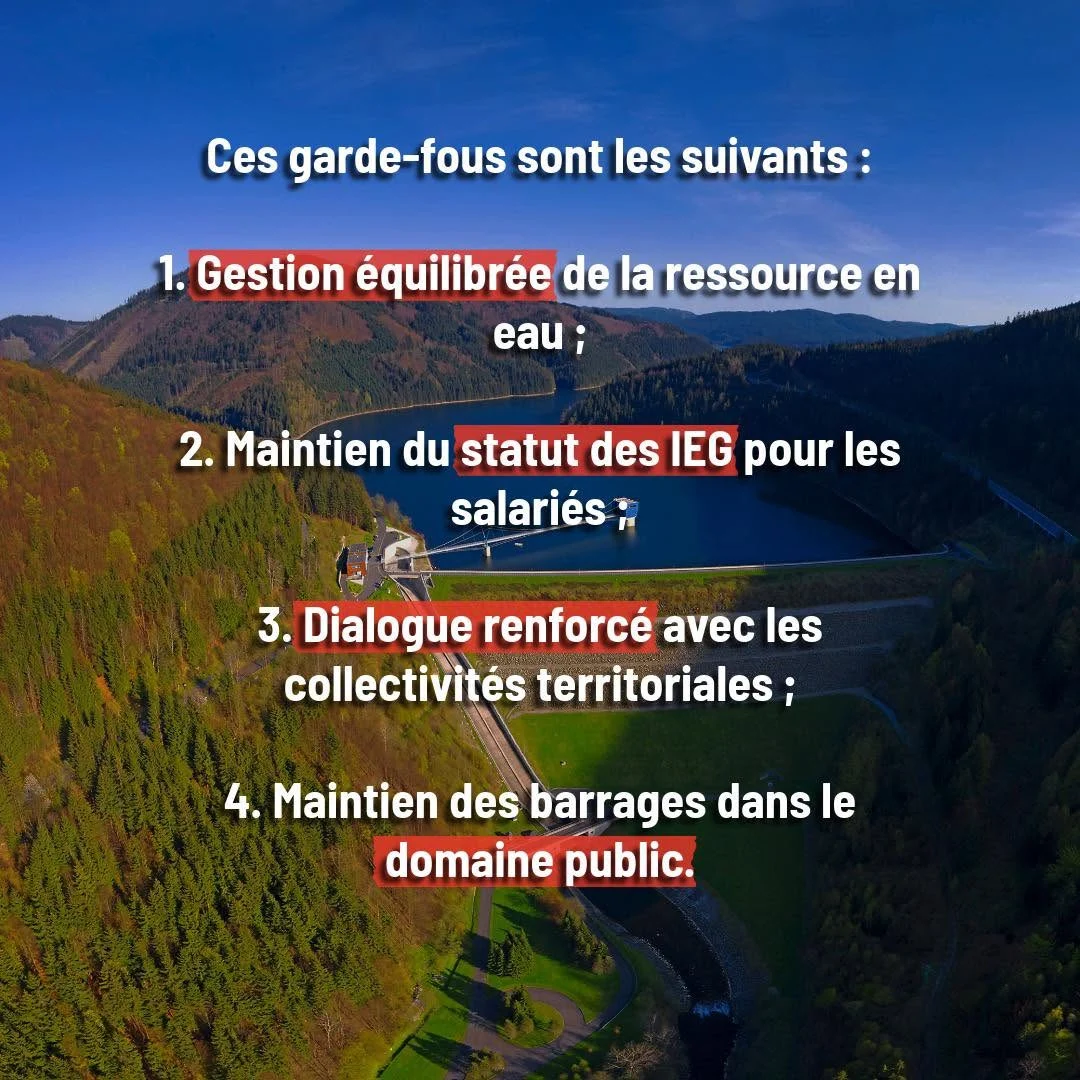 Ces garde-fous sont les suivants :
1. Gestion équilibrée de la ressource en
eau ;
2. Maintien du statut des IEG pour les
salariés ;
3. Dialogue renforcé avec les
collectivités territoriales ;
4. Maintien des barrages dans le
domaine public.